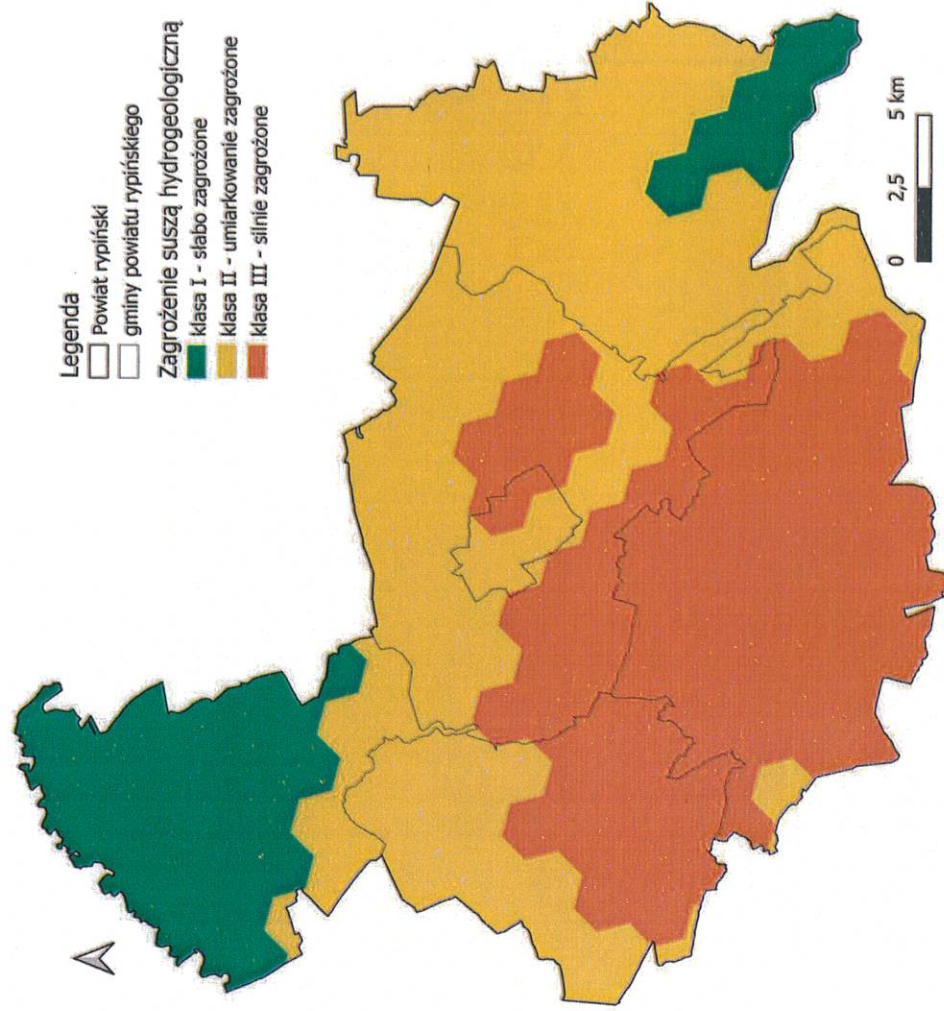 Legenda
Powiat rypiński
gminy powiatu rypińskiego
Zagrożenie suszą hydrogeologiczną
klasa I - słabo zagrożone
klasa II - umiarkowanie zagrożone
klasa III - silnie zagrożone
0 2,5 5 km